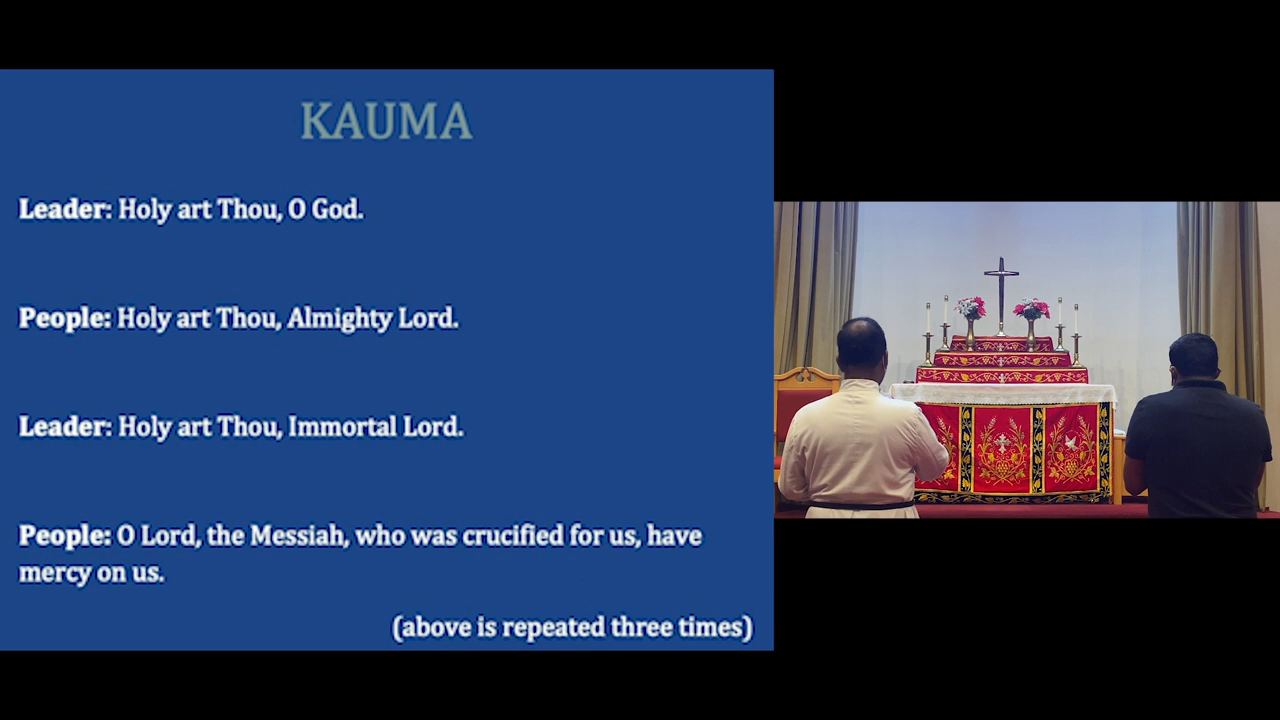 KAUMA
Leader: Holy art Thou, O God.
People: Holy art Thou, Almighty Lord.
Leader: Holy art Thou, Immortal Lord.
People: O Lord, the Messiah, who was crucified for us, have
mercy on us.
(above is repeated three times)